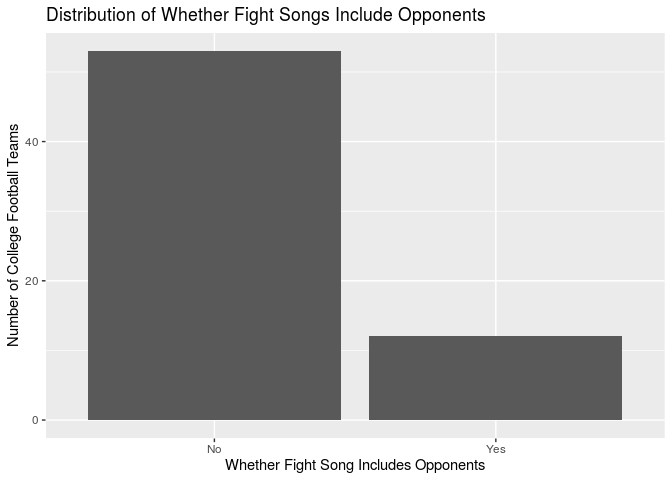 Distribution of Whether Fight Songs Include Opponents
Number of College Football Teams
40
20
0
No
Yes
Whether Fight Song Includes Opponents